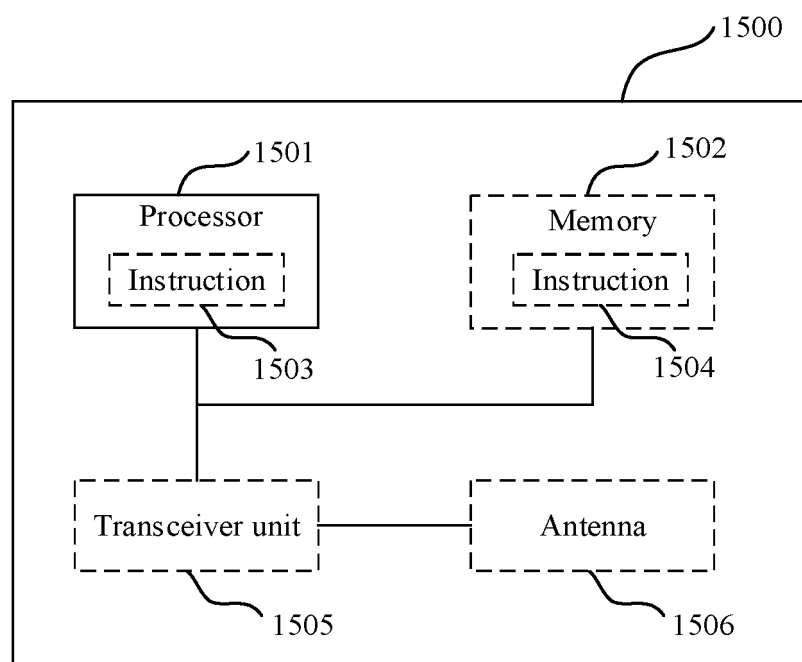 1500
1501
1502
Processor
Memory
Instruction
Instruction
1503
1504
Transceiver unit
Antenna
1505
1506